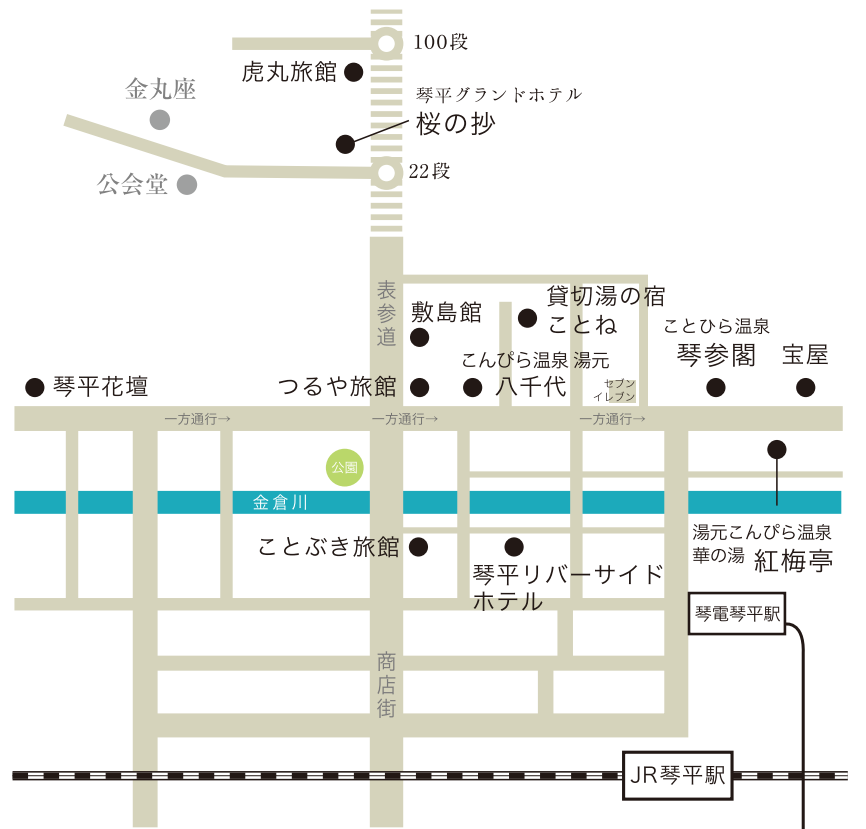 100段
虎丸旅館
金丸座
琴平グランドホテル
桜の抄
22段
公会堂
表参道
敷島館
貸切湯の宿
ことね
ことひら温泉
琴参閣
宝屋
こんぴら温泉 湯元
八千代
つるや旅館
琴平花壇
セブン
イレブン
一方通行→
一方通行→
一方通行→
公園
金倉川
湯元こんぴら温泉
華の湯 紅梅亭
ことぶき旅館
琴平リバーサイド
ホテル
琴電琴平駅
商店街
JR琴平駅